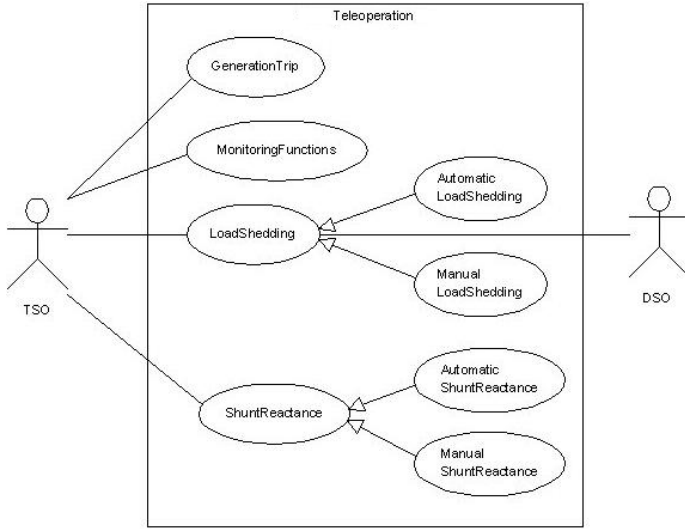 Teleoperation
GenerationTrip
MonitoringFunctions
Automatic
LoadShedding
LoadShedding
Manual
LoadShedding
TSO
DSO
Automatic
ShuntReactance
ShuntReactance
Manual
ShuntReactance